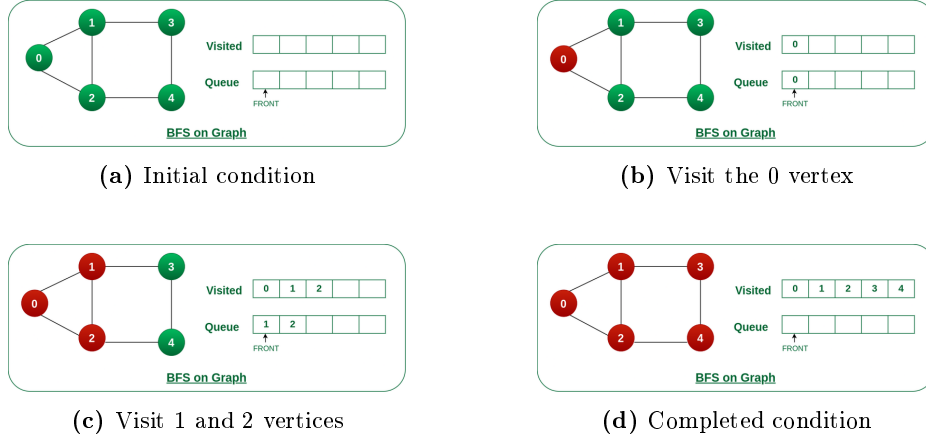 1 3
Visited
0
Queue
2 4
FRONT
BFS on Graph
(a) Initial condition
1 3
Visited 0
0
Queue 0
2 4
FRONT
BFS on Graph
(b) Visit the 0 vertex
1 3
Visited 0 1 2
0
Queue 1 2
2 4
FRONT
BFS on Graph
(c) Visit 1 and 2 vertices
1 3
Visited 0 1 2 3 4
0
Queue
2 4
FRONT
BFS on Graph
(d) Completed condition